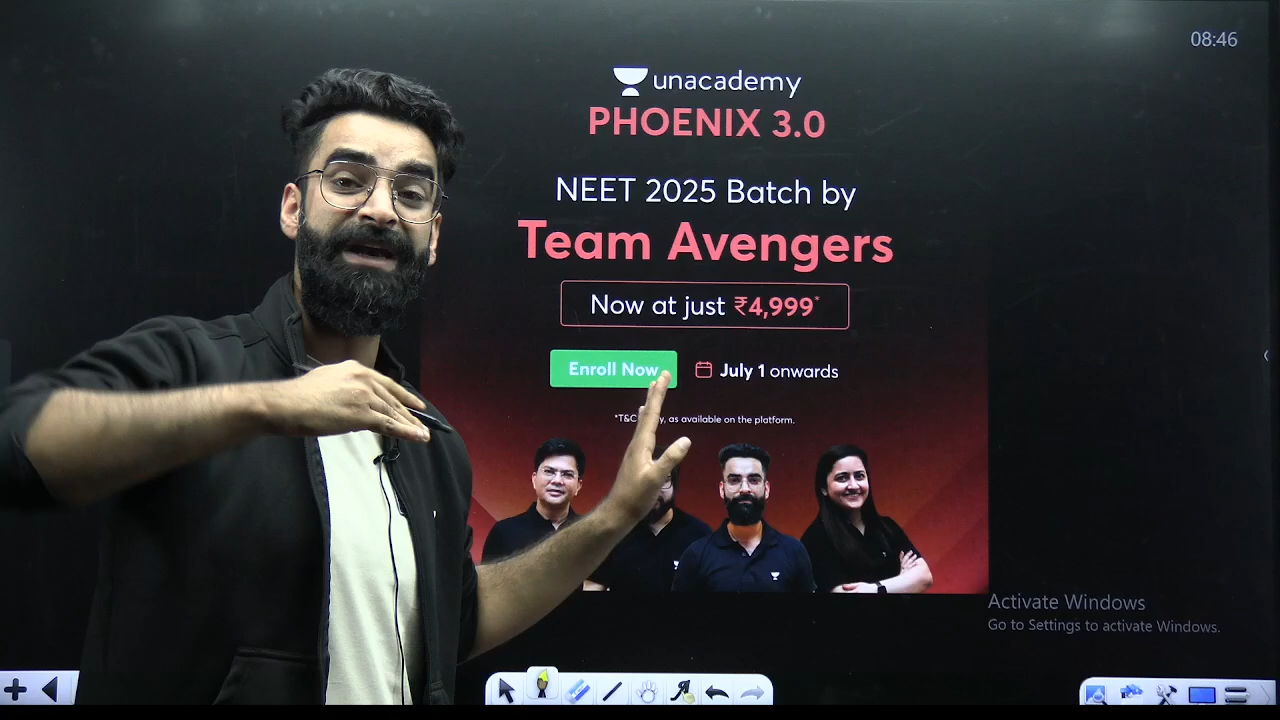 08:46
unacademy
PHOENIX 3.0
NEET 2025 Batch by
Team Avengers
Now at just ₹4,999*
Enroll Now
July 1 onwards
as available on the platform.
Activate Windows
Go to Settings to activate Windows.